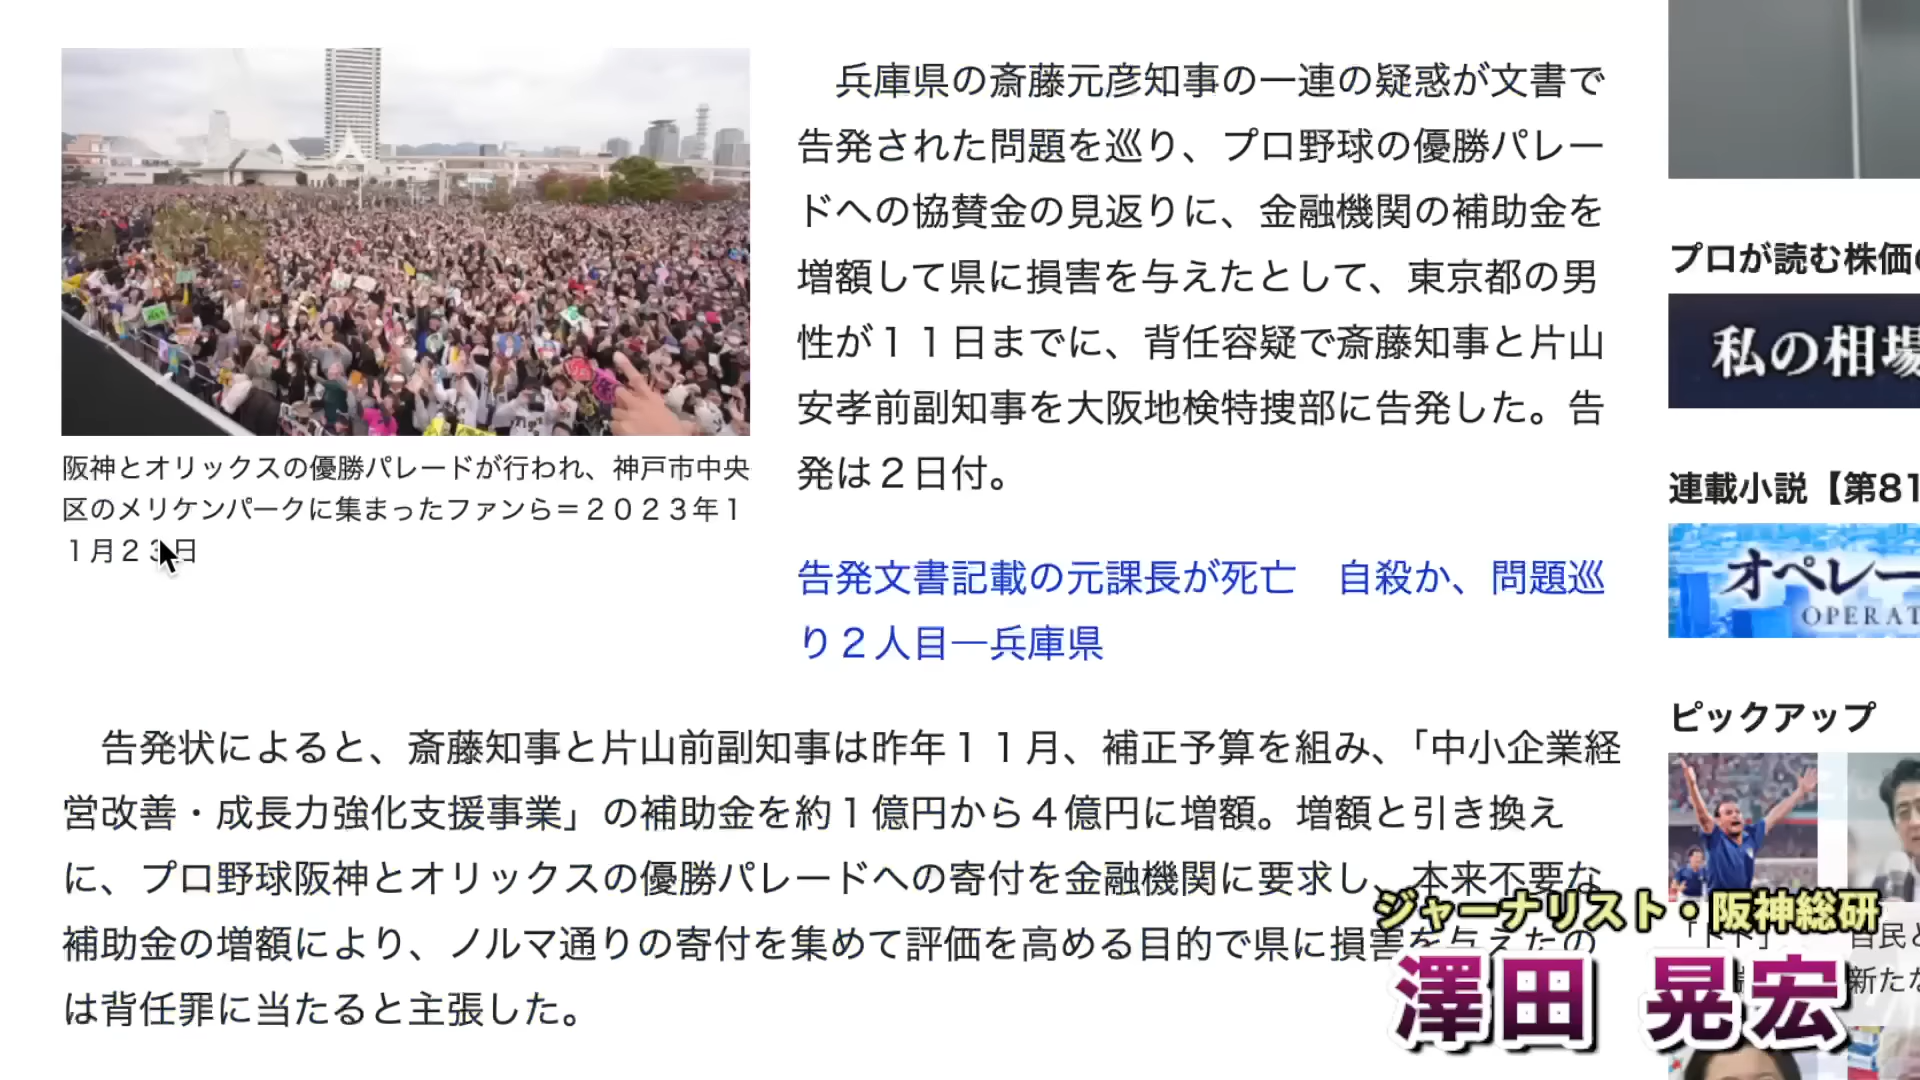 兵庫県の斎藤元彦知事の一連の疑惑が文書で
告発された問題を巡り、プロ野球の優勝パレー
ドへの協賛金の見返りに、金融機関の補助金を
増額して県に損害を与えたとして、東京都の男
性が１１日までに、背任容疑で斎藤知事と片山
安孝前副知事を大阪地検特捜部に告発した。告
発は２日付。
阪神とオリックスの優勝パレードが行われ、神戸市中央
区のメリケンパークに集まったファンら＝２０２３年１
１月２３日
告発文書記載の元課長が死亡　自殺か、問題巡
り２人目―兵庫県
告発状によると、斎藤知事と片山前副知事は昨年１１月、補正予算を組み、「中小企業経
営改善・成長力強化支援事業」の補助金を約１億円から４億円に増額。増額と引き換え
に、プロ野球阪神とオリックスの優勝パレードへの寄付を金融機関に要求し、本来不要な
補助金の増額により、ノルマ通りの寄付を集めて評価を高める目的で県に損害を与えたの
は背任罪に当たると主張した。
プロが読む株価の
私の相場
連載小説【第81
オペレー
OPERAT
ピックアップ
自民と
新たな
ジャーナリスト・阪神総研
澤田 晃宏